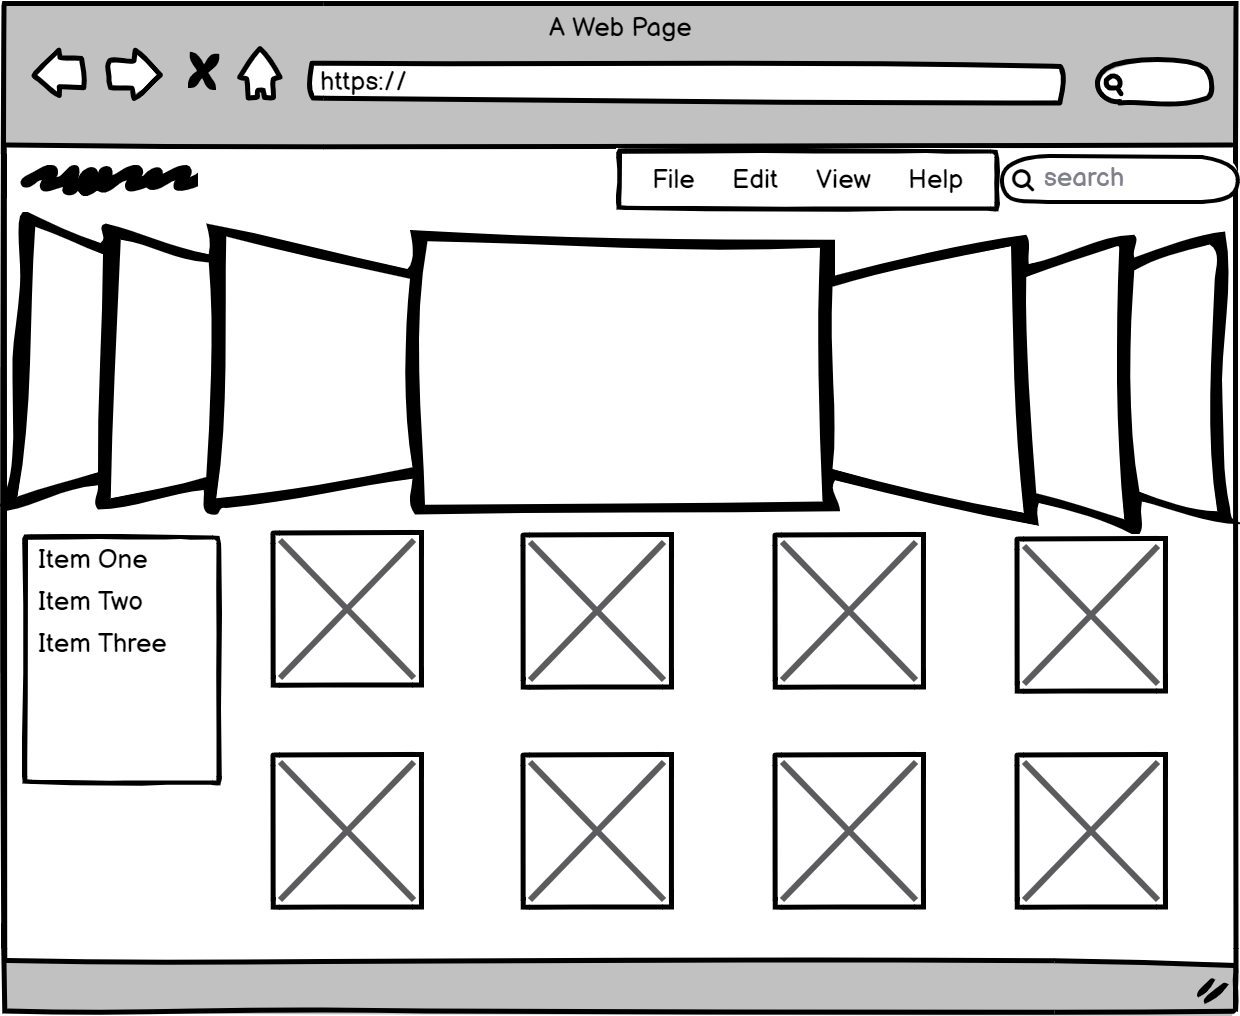 A Web Page
https://
File Edit View Help
search
Item One
Item Two
Item Three